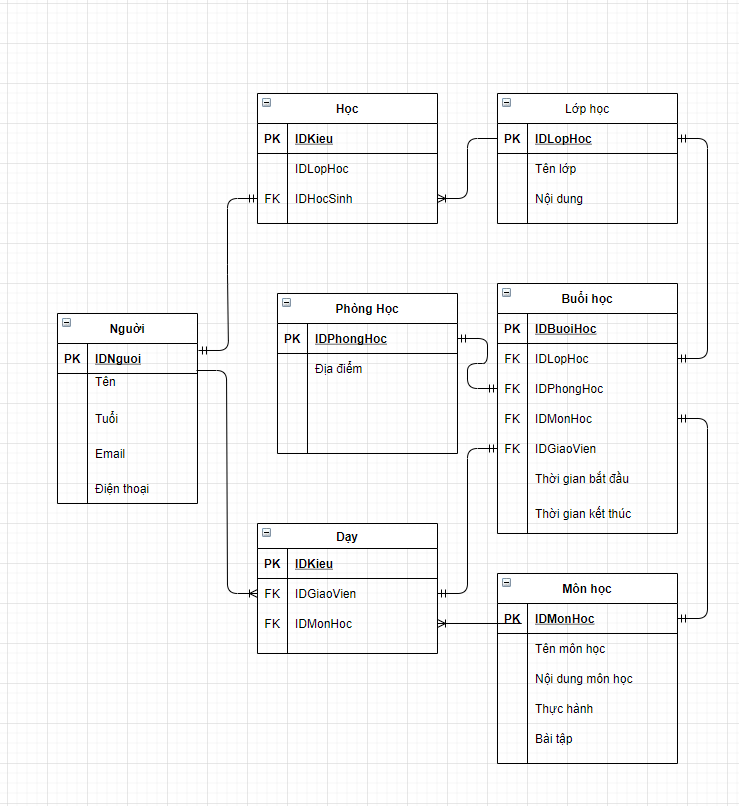 Học
PK IDKieu
IDLopHoc
FK IDHocSinh
Lớp học
PK IDLopHoc
Tên lớp
Nội dung
Người
PK IDNguoi
Tên
Tuổi
Email
Điện thoại
Phòng Học
PK IDPhongHoc
Địa điểm
Buổi học
PK IDBuoiHoc
FK IDLopHoc
FK IDPhongHoc
FK IDMonHoc
FK IDGiaoVien
Thời gian bắt đầu
Thời gian kết thúc
Dạy
PK IDKieu
FK IDGiaoVien
FK IDMonHoc
Môn học
PK IDMonHoc
Tên môn học
Nội dung môn học
Thực hành
Bài tập